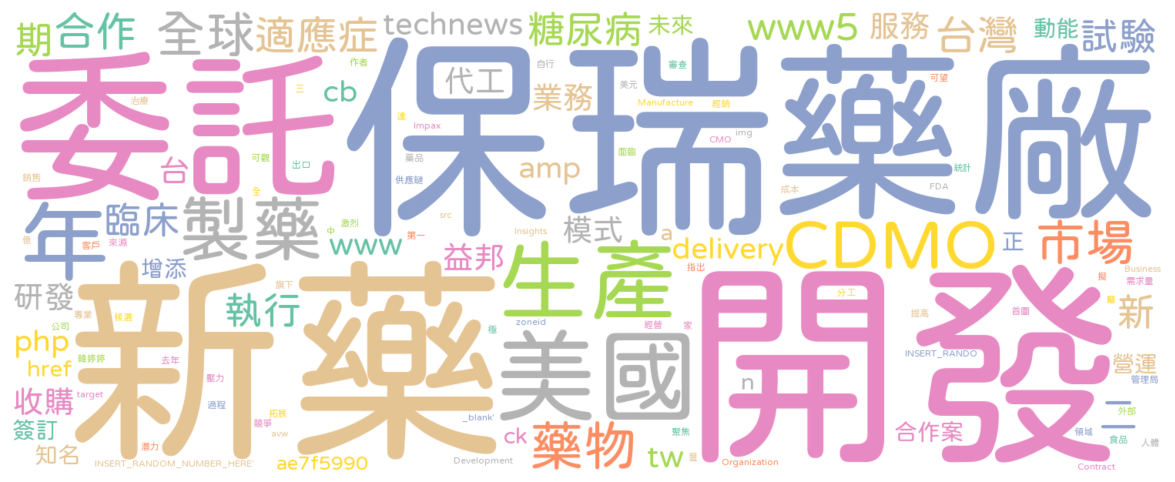 期 合作 全球 適應症 technews 糖尿病 未來 www5 服務 台灣 動能 試驗
作者 自行 審查
委託 保瑞 藥廠
三 治療 cb 代工 業務 美元 Manufacture 經銷 可望
達 impax 藥品 CMO img
台 可觀 出口 供應鏈 amp 面臨 統計
銷售 全 成本 FDA
年 臨床 製藥 激烈 src 模式 a
億 客戶 來源 中 www 第一 Insights delivery CDMO 正 市場
增添 益邦 生產 指出 Business
研發 旗下 分工 擬 需求量
新藥 開發
專業 候選 執行 極 zoneid 經營 家 提高 首圖 新
php 公司 韓婷婷 去年 美國 INSERT_RANDO 營運
href 壓力 n 管理局
收購 target 過程 拓展 _blank' 一
簽訂 競爭 avw ck 藥物 聚焦 合作案 領域 外部
知名 潛力 食品 人體
INSERT_RANDOM_NUMBER_HERE' ae7f5990 Development tw Organization Contract